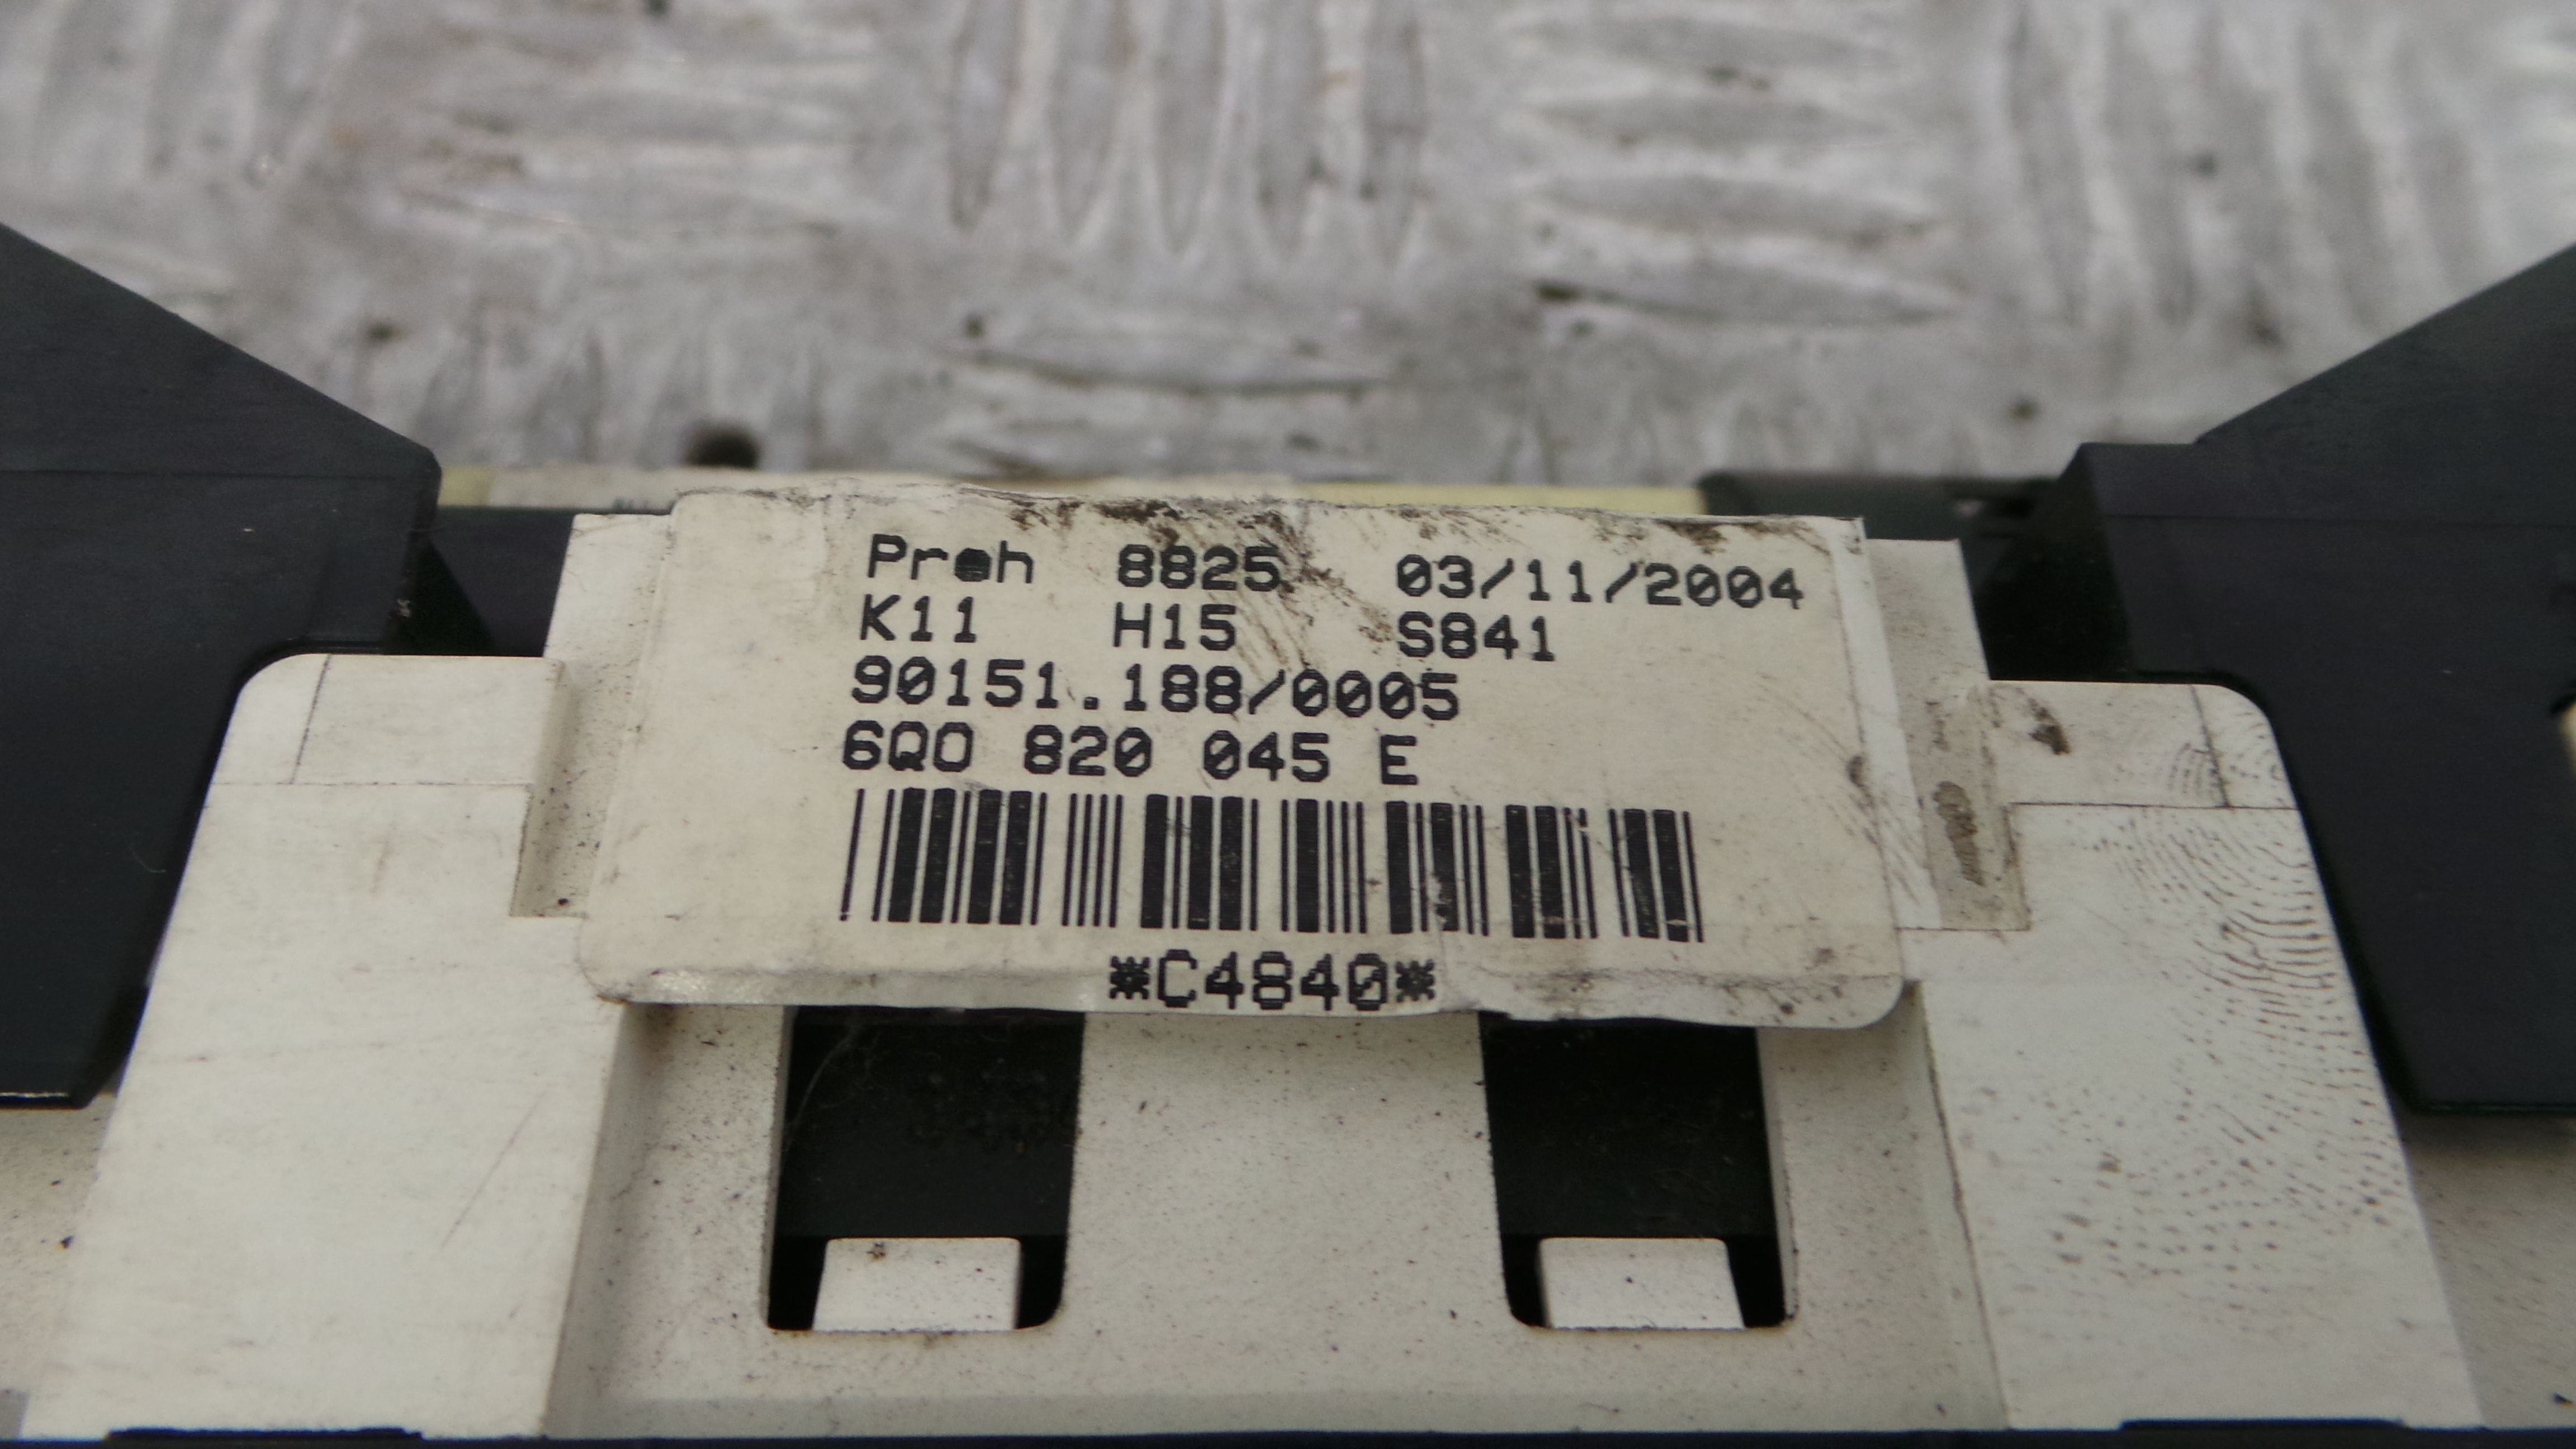 Preh 8825 03/11/2004
K11 H15 S841
90151.188/0005
6Q0 820 045 E
*C4840*